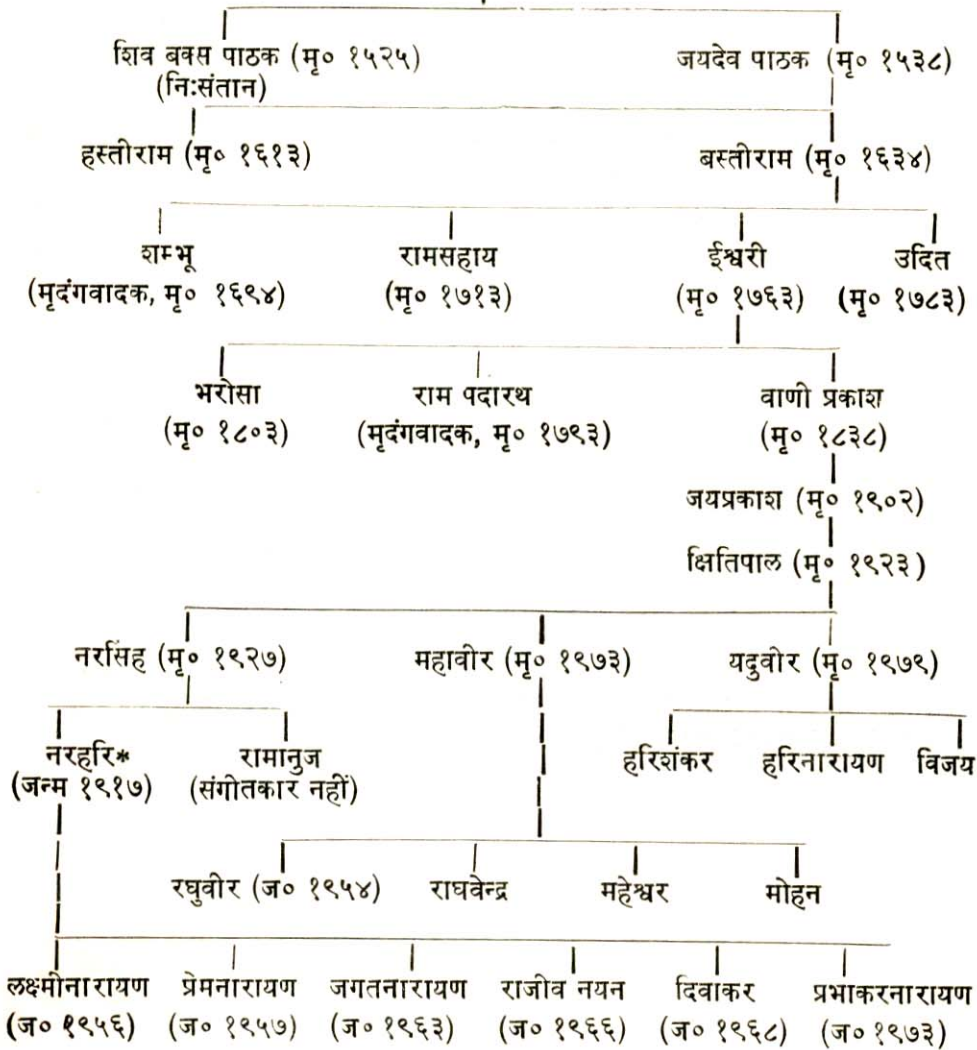 शिव बक्स पाठक (मृ० १५२५) जयदेव पाठक (मृ० १५३८)
(नि:संतान)
हस्तीराम (मृ० १६१३) बस्तीराम (मृ० १६३४)
शम्भू रामसहाय ईश्वरी उदित
(मृदंगवादक, मृ० १६९४) (मृ० १७१३) (मृ० १७६३) (मृ० १७८३)
भरोसा राम पदारथ वाणी प्रकाश
(मृ० १८०३) (मृदंगवादक, मृ० १७९३) (मृ० १८३८)
जयप्रकाश (मृ० १९०२)
क्षितिपाल (मृ० १९२३)
नरसिंह (मृ० १९२७) महावीर (मृ० १९७३) यदुवीर (मृ० १९७९)
नरहरि* रामानुज हरिशंकर हरिनारायण विजय
(जन्म १९१७) (संगीतकार नहीं)
रघुवीर (ज० १९५४) राघवेन्द्र महेश्वर मोहन
लक्ष्मीनारायण प्रेमनारायण जगतनारायण राजीव नयन दिवाकर प्रभाकरनारायण
(ज० १९५६) (ज० १९५७) (ज० १९६३) (ज० १९६६) (ज० १९६८) (ज० १९७३)